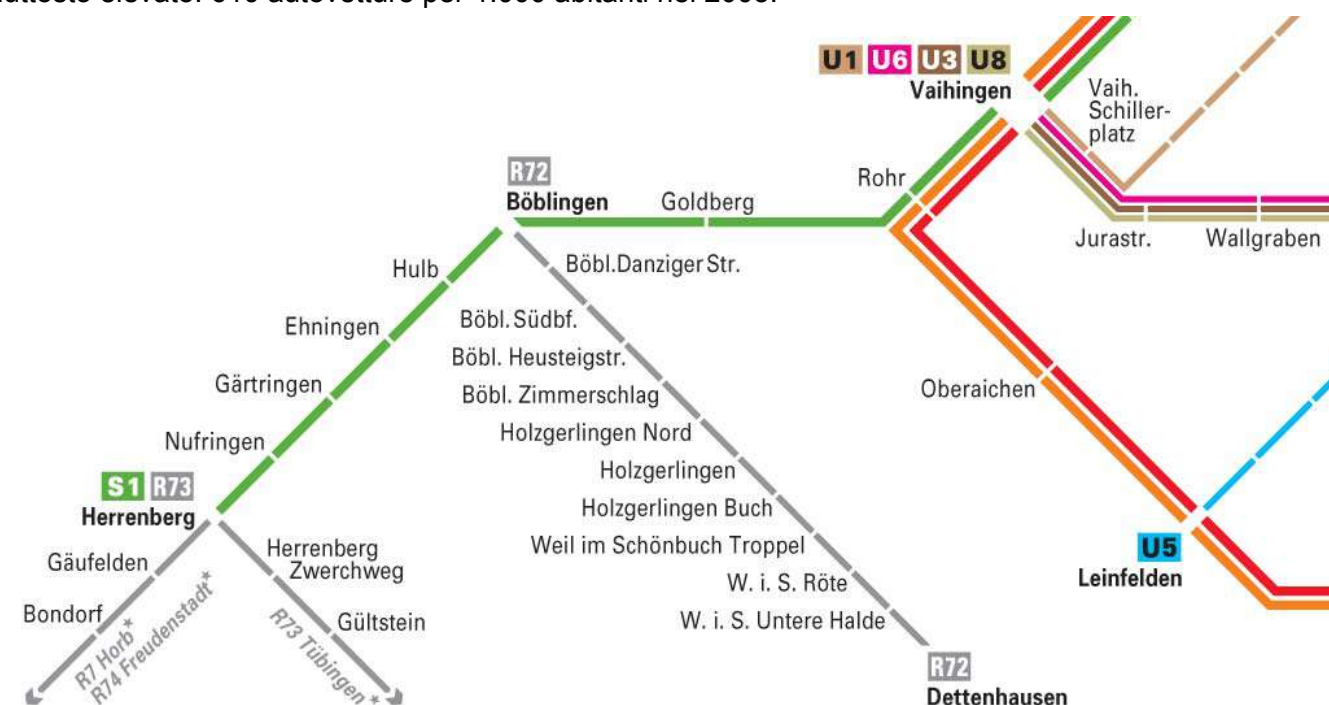 U1 U6 U3 U8
Vaihingen
Vaih.
Schiller-
platz
R72
Böblingen
Goldberg
Rohr
Jurastr.
Wallgraben
Hulb
Böbl.Danziger Str.
Ehningen
Böbl. Südbf.
Böbl. Heusteigstr.
Gärtringen
Böbl. Zimmerschlag
Oberaichen
Nufringen
Holzgerlingen Nord
Holzgerlingen
S1 R73
Herrenberg
Holzgerlingen Buch
Weil im Schönbuch Troppel
U5
Leinfelden
Gäufelden
Herrenberg
Zwerchweg
W. i. S. Röte
Bondorf
Gültstein
W. i. S. Untere Halde
R7 Horb*
R74 Freudenstadt*
R73 Tübingen *
R72
Dettenhausen